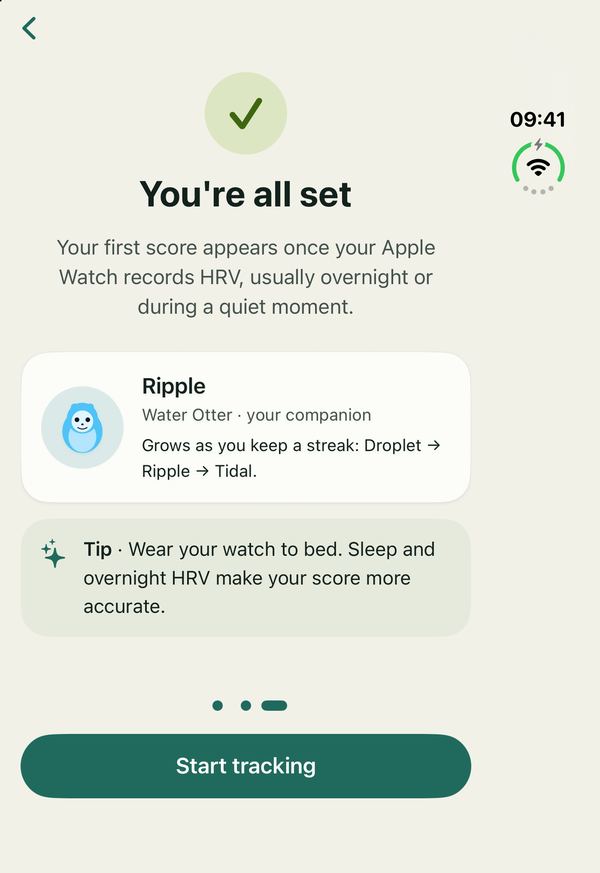 09:41
You're all set
Your first score appears once your Apple
Watch records HRV, usually overnight or
during a quiet moment.
Ripple
Water Otter · your companion
Grows as you keep a streak: Droplet →
Ripple → Tidal.
Tip · Wear your watch to bed. Sleep and
overnight HRV make your score more
accurate.
Start tracking